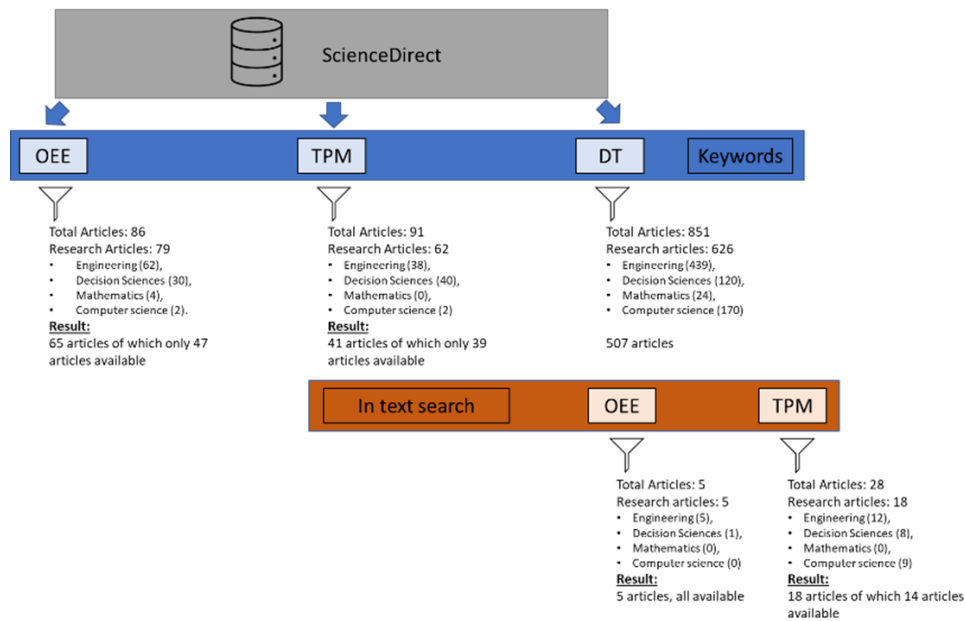 ScienceDirect
OEE
TPM
DT
Keywords
Total Articles: 86
Research Articles: 79
• Engineering (62),
• Decision Sciences (30),
• Mathematics (4),
• Computer science (2).
Result:
65 articles of which only 47
articles available
Total Articles: 91
Research Articles: 62
• Engineering (38),
• Decision Sciences (40),
• Mathematics (0),
• Computer science (2)
Result:
41 articles of which only 39
articles available
Total Articles: 851
Research articles: 626
• Engineering (439),
• Decision Sciences (120),
• Mathematics (24),
• Computer science (170)
507 articles
In text search
OEE
TPM
Total Articles: 5
Research articles: 5
• Engineering (5),
• Decision Sciences (1),
• Mathematics (0),
• Computer science (0)
Result:
5 articles, all available
Total Articles: 28
Research articles: 18
• Engineering (12),
• Decision Sciences (8),
• Mathematics (0),
• Computer science (9)
Result:
18 articles of which 14 articles
available